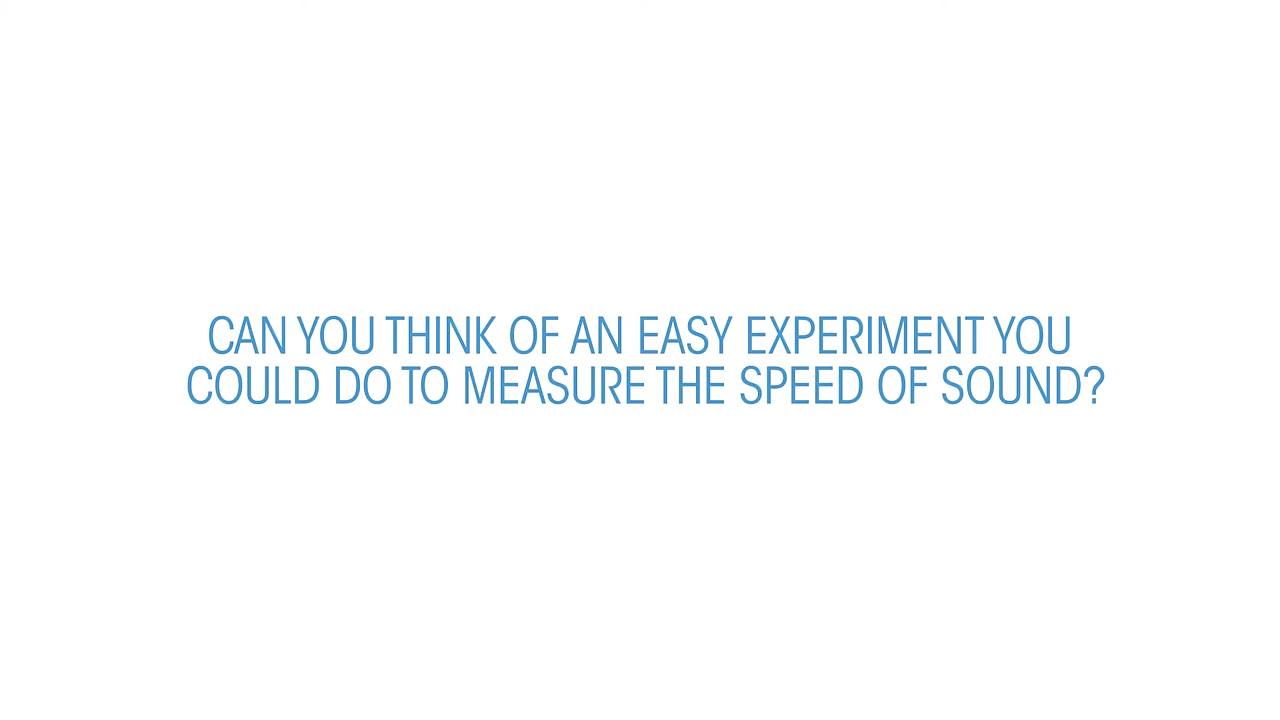 CAN YOU THINK OF AN EASY EXPERIMENT YOU
COULD DO TO MEASURE THE SPEED OF SOUND?